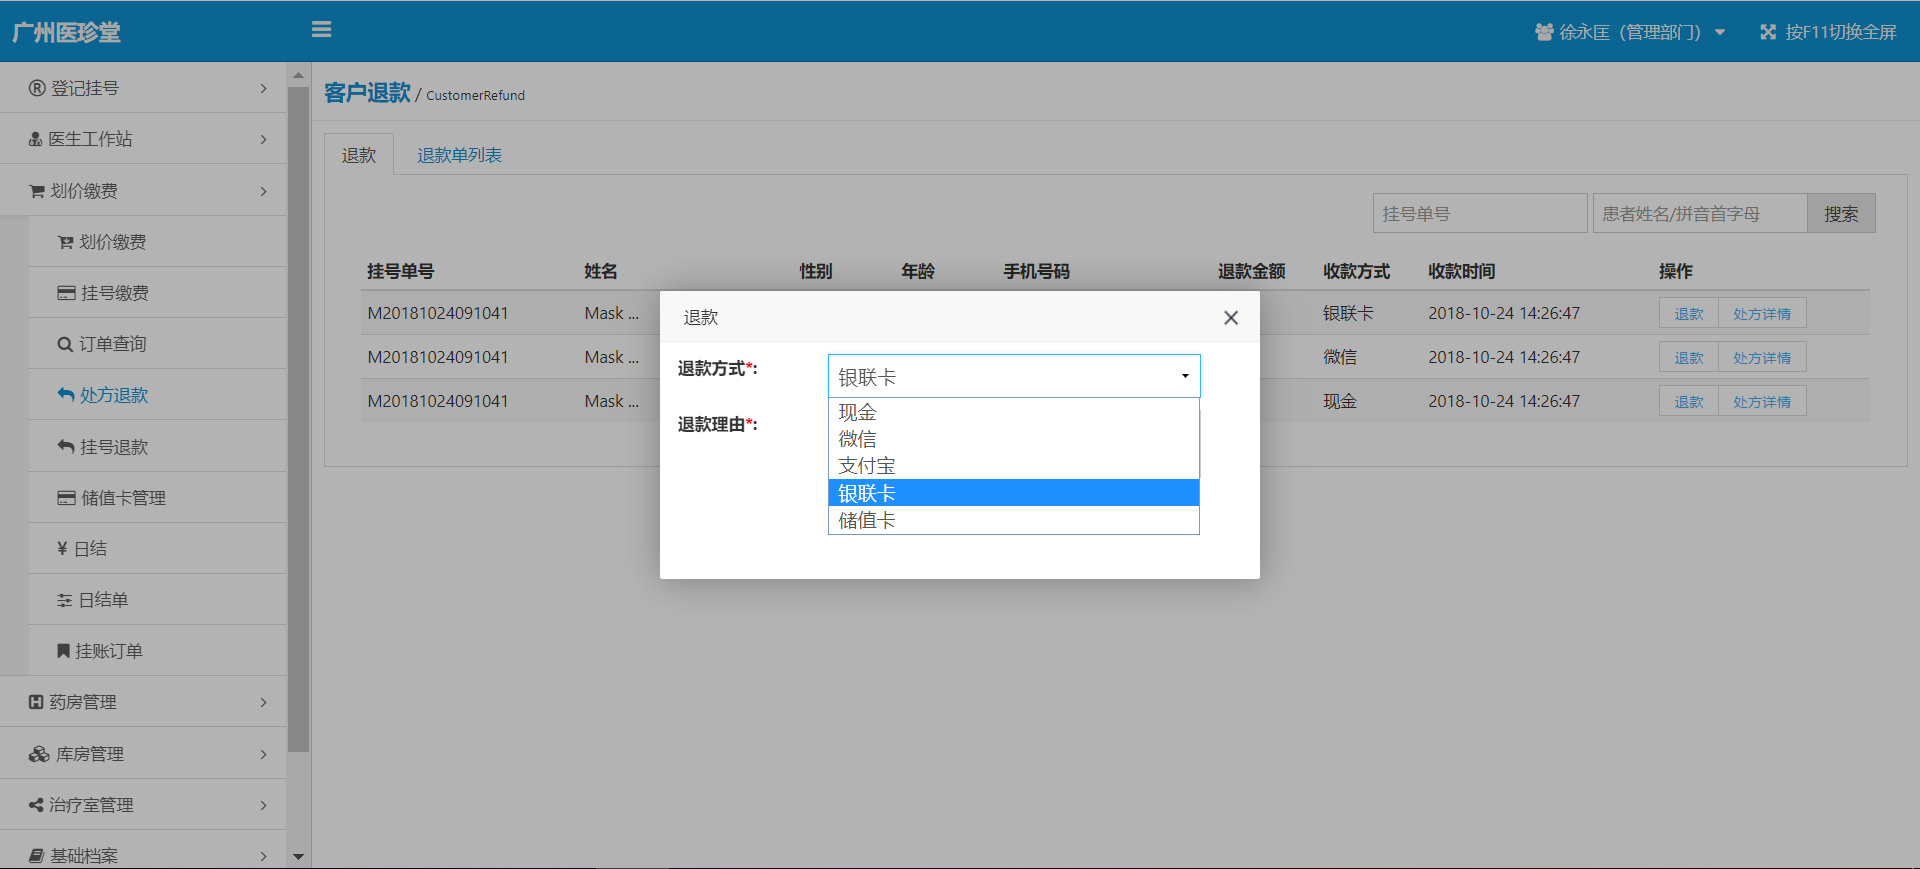 广州医珍堂
徐永匡（管理部门）
按F11切换全屏
登记挂号
医生工作站
划价缴费
划价缴费
挂号缴费
订单查询
处方退款
挂号退款
储值卡管理
¥ 日结
日结单
挂账订单
药房管理
库房管理
治疗室管理
基础档案
客户退款 / CustomerRefund
退款 退款单列表
挂号单号 患者姓名/拼音首字母 搜索
挂号单号 姓名 性别 年龄 手机号码 退款金额 收款方式 收款时间 操作
M20181024091041 Mask ... 银联卡 2018-10-24 14:26:47 退款 处方详情
M20181024091041 Mask ... 微信 2018-10-24 14:26:47 退款 处方详情
M20181024091041 Mask ... 现金 2018-10-24 14:26:47 退款 处方详情
退款
退款方式*: 银联卡
退款理由*:
现金
微信
支付宝
银联卡
储值卡